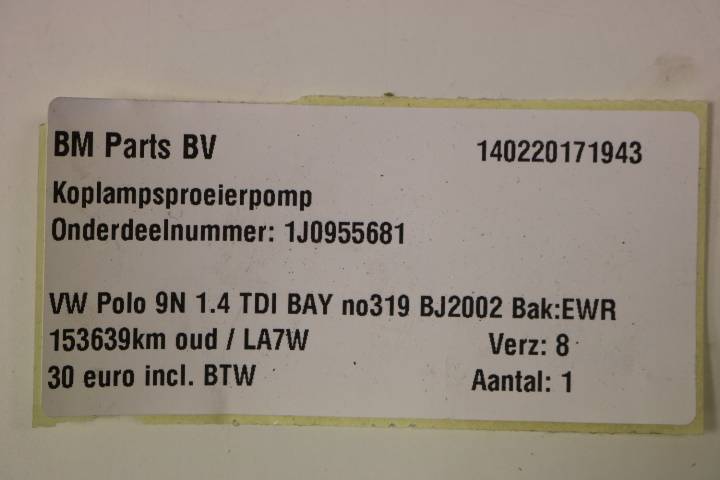 BM Parts BV 140220171943
Koplampsproeierpomp
Onderdeelnummer: 1J0955681
VW Polo 9N 1.4 TDI BAY no319 BJ2002 Bak:EWR
153639km oud / LA7W Verz: 8
30 euro incl. BTW Aantal: 1